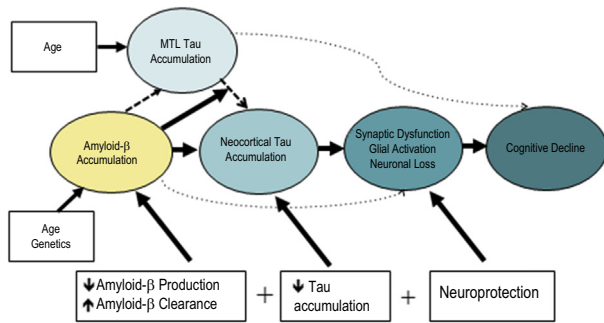 Age
MTL Tau
Accumulation
Amyloid-β
Accumulation
Neocortical Tau
Accumulation
Synaptic Dysfunction
Glial Activation
Neuronal Loss
Cognitive Decline
Age
Genetics
↓Amyloid-β Production
↑Amyloid-β Clearance
+
↓ Tau
accumulation
+
Neuroprotection